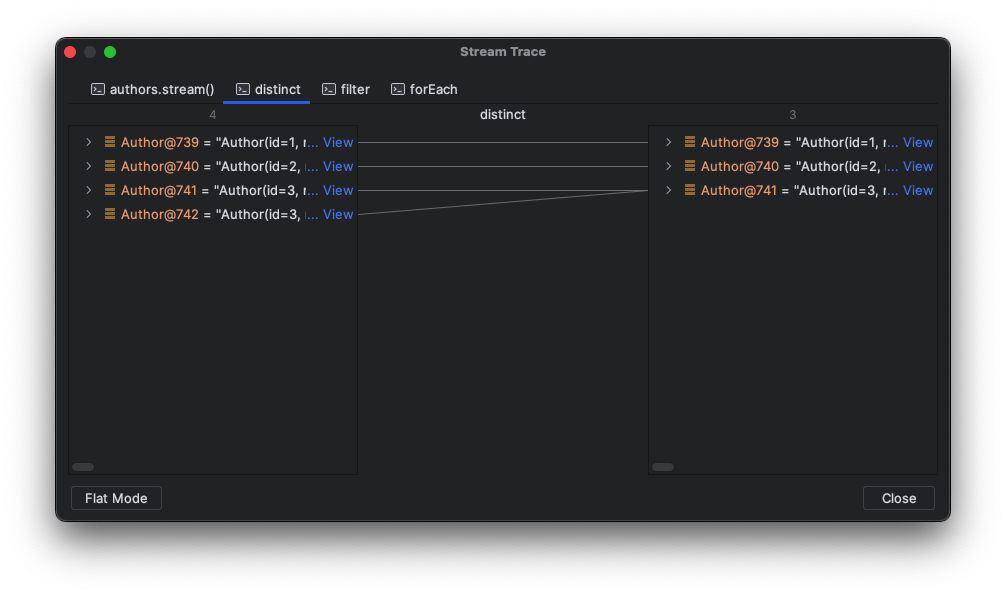 Stream Trace
authors.stream() distinct filter forEach
4 distinct 3
Author@739 = "Author(id=1, r... View Author@739 = "Author(id=1, r... View
Author@740 = "Author(id=2, ... View Author@740 = "Author(id=2, ... View
Author@741 = "Author(id=3, r... View Author@741 = "Author(id=3, r... View
Author@742 = "Author(id=3, ... View
Flat Mode Close